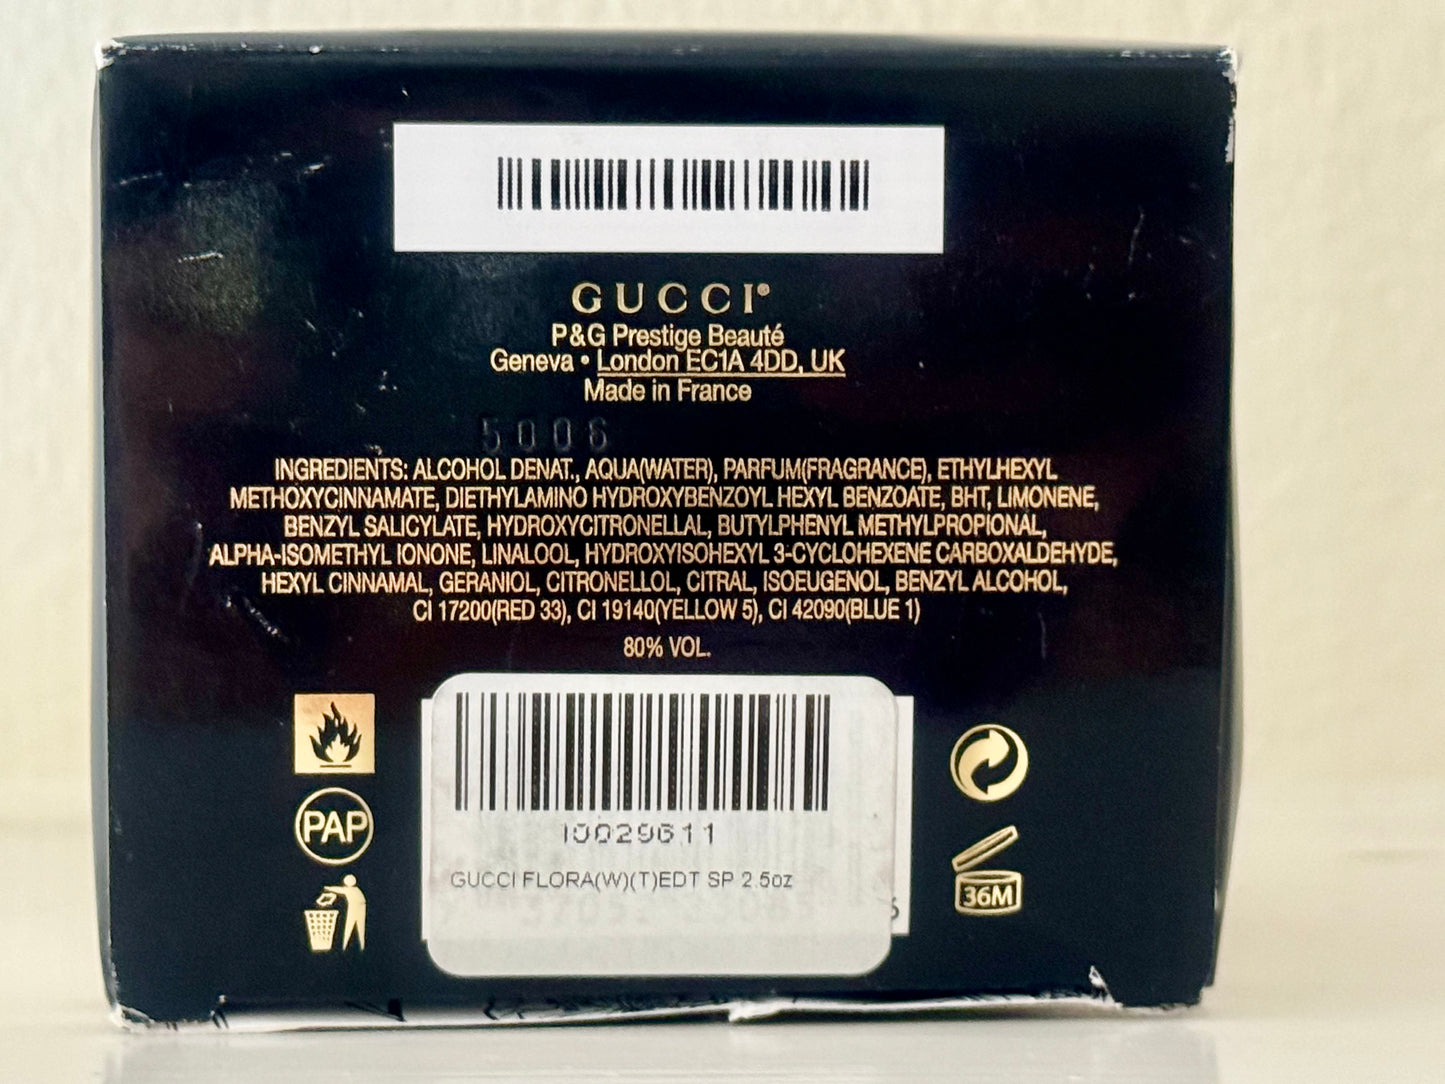 GUCCI®
P&G Prestige Beauté
Geneva • London EC1A 4DD, UK
Made in France
5006
INGREDIENTS: ALCOHOL DENAT., AQUA(WATER), PARFUM(FRAGRANCE), ETHYLHEXYL
METHOXYCINNAMATE, DIETHYLAMINO HYDROXYBENZOYL HEXYL BENZOATE, BHT, LIMONENE,
BENZYL SALICYLATE, HYDROXYCITRONELLAL, BUTYLPHENYL METHYLPROPIONAL,
ALPHA-ISOMETHYL IONONE, LINALOOL, HYDROXYISOHEXYL 3-CYCLOHEXENE CARBOXALDEHYDE,
HEXYL CINNAMAL, GERANIOL, CITRONELLOL, CITRAL, ISOEUGENOL, BENZYL ALCOHOL,
CI 17200(RED 33), CI 19140(YELLOW 5), CI 42090(BLUE 1)
80% VOL.
PAP
10029611
GUCCI FLORA(W)(T)EDT SP 2.5oz
36M